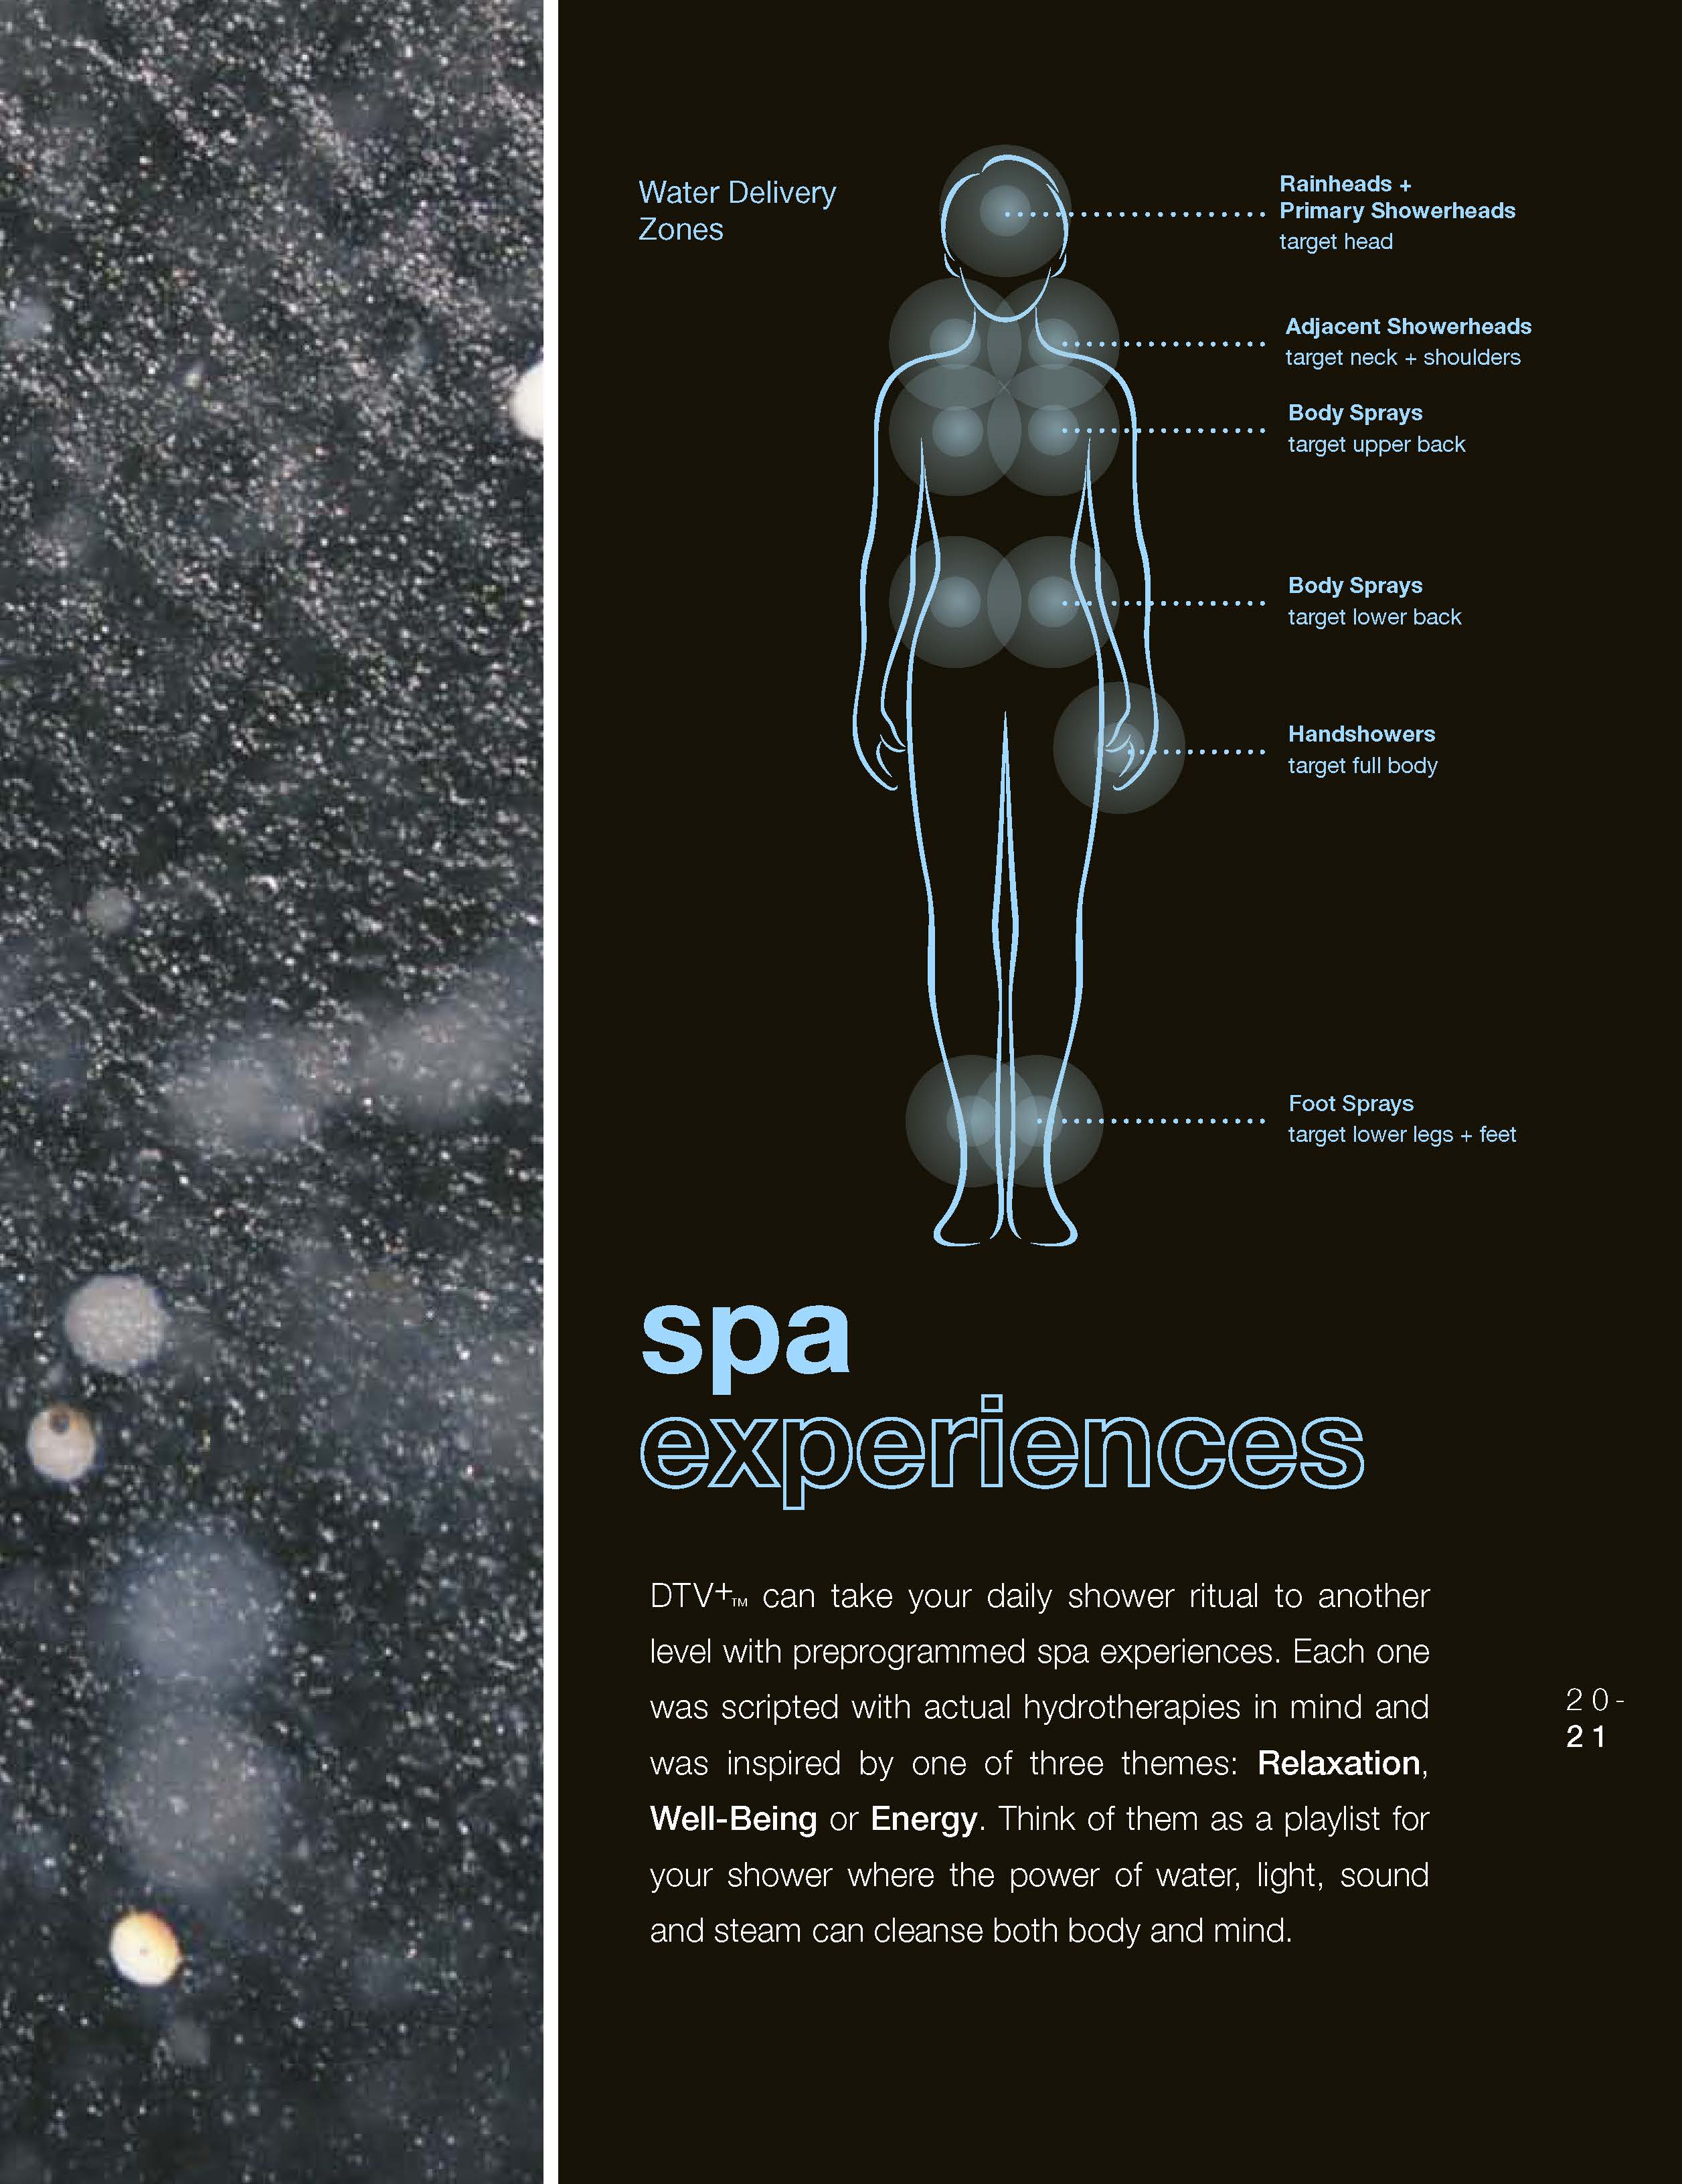 Water Delivery
Zones
Rainheads +
Primary Showerheads
target head
Adjacent Showerheads
target neck + shoulders
Body Sprays
target upper back
Body Sprays
target lower back
Handshowers
target full body
Foot Sprays
target lower legs + feet
spa
experiences
DTV+™ can take your daily shower ritual to another
level with preprogrammed spa experiences. Each one
was scripted with actual hydrotherapies in mind and
was inspired by one of three themes: Relaxation,
Well-Being or Energy. Think of them as a playlist for
your shower where the power of water, light, sound
and steam can cleanse both body and mind.
20-
21